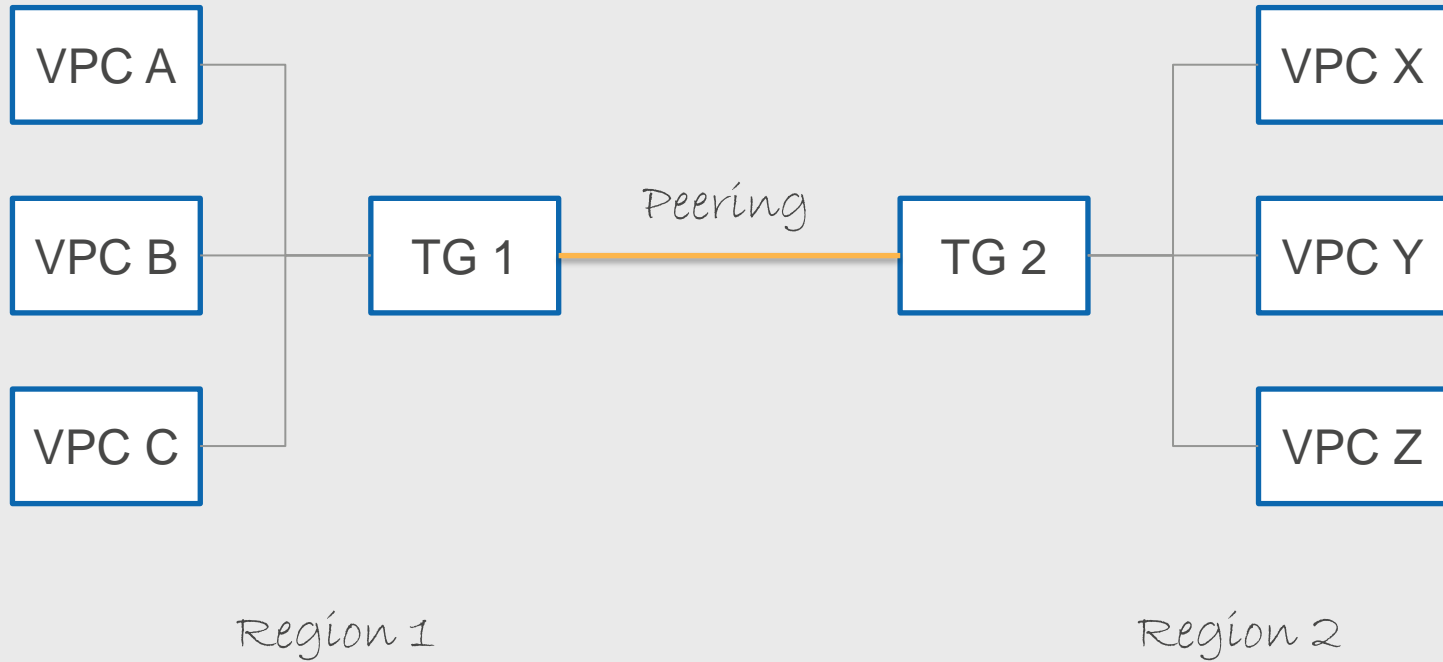 VPC A
VPC X
Peering
VPC B
TG 1
TG 2
VPC Y
VPC C
VPC Z
Region 1
Region 2